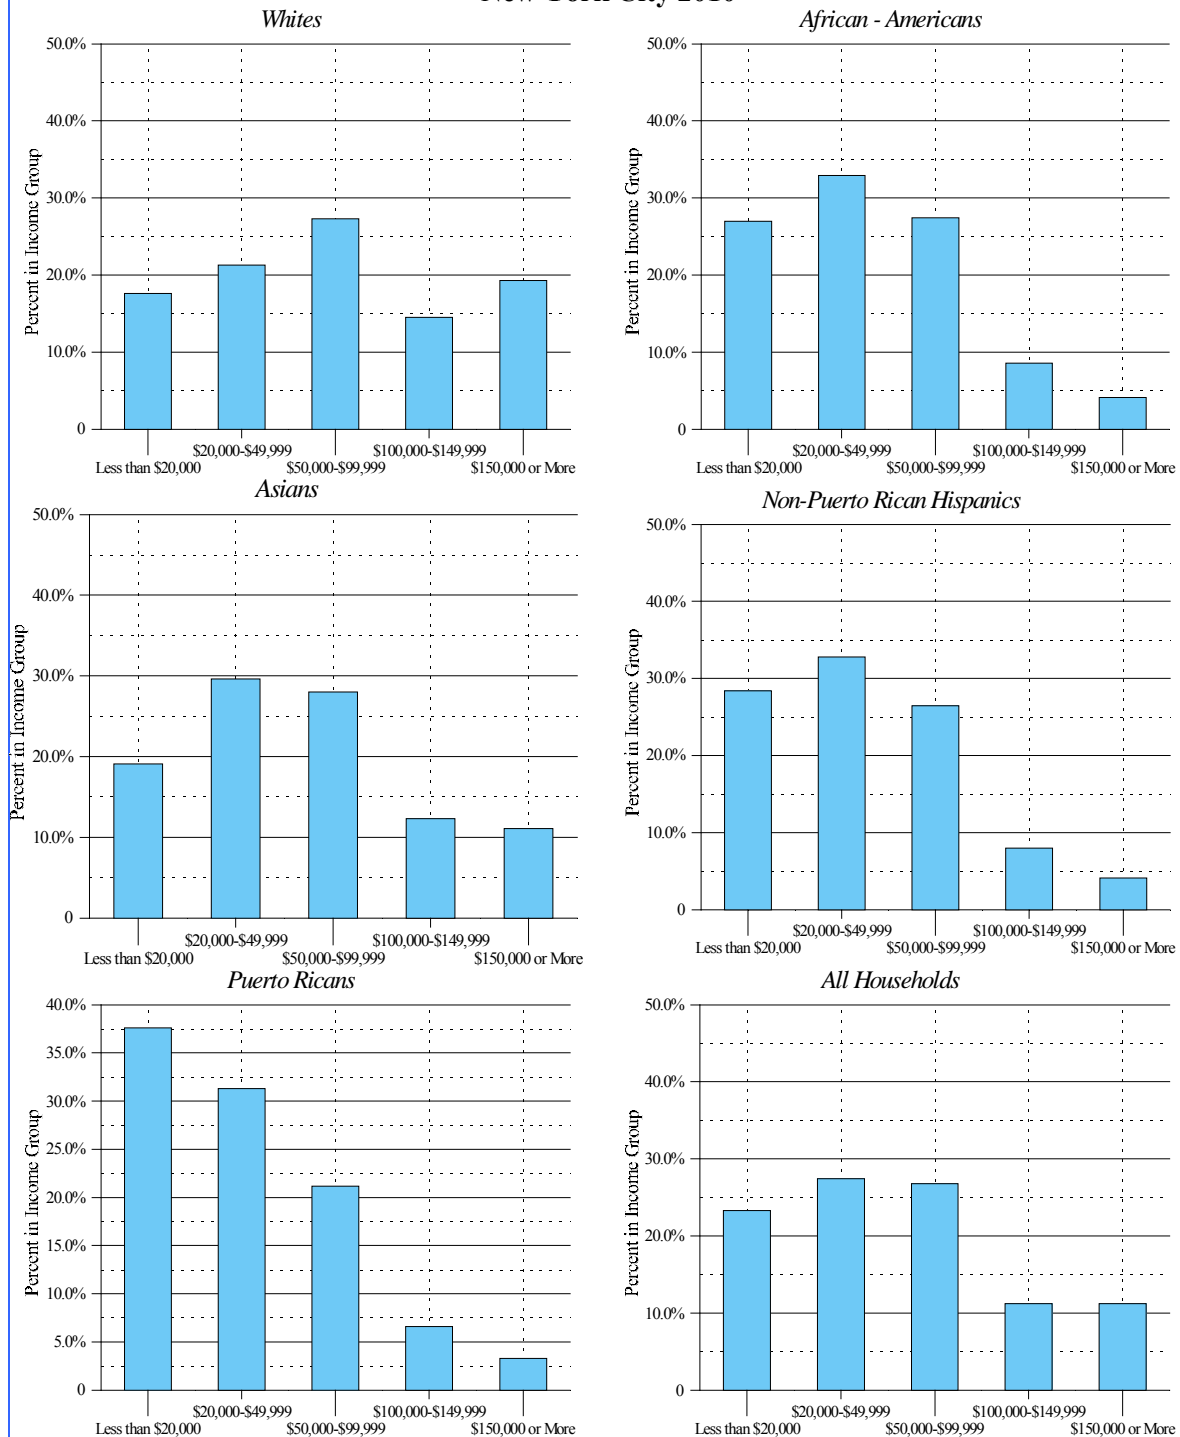 Whites
50.0%
40.0%
30.0%
20.0%
10.0%
0
Percent in Income Group
$20,000-$49,999 $100,000-$149,999
Less than $20,000 $50,000-$99,999 $150,000 or More
African - Americans
50.0%
40.0%
30.0%
20.0%
10.0%
0
Percent in Income Group
$20,000-$49,999 $100,000-$149,999
Less than $20,000 $50,000-$99,999 $150,000 or More
Asians
50.0%
40.0%
30.0%
20.0%
10.0%
0
Percent in Income Group
$20,000-$49,999 $100,000-$149,999
Less than $20,000 $50,000-$99,999 $150,000 or More
Non-Puerto Rican Hispanics
50.0%
40.0%
30.0%
20.0%
10.0%
0
Percent in Income Group
$20,000-$49,999 $100,000-$149,999
Less than $20,000 $50,000-$99,999 $150,000 or More
Puerto Ricans
40.0%
35.0%
30.0%
25.0%
20.0%
15.0%
10.0%
5.0%
0
Percent in Income Group
$20,000-$49,999 $100,000-$149,999
Less than $20,000 $50,000-$99,999 $150,000 or More
All Households
50.0%
40.0%
30.0%
20.0%
10.0%
0
Percent in Income Group
$20,000-$49,999 $100,000-$149,999
Less than $20,000 $50,000-$99,999 $150,000 or More